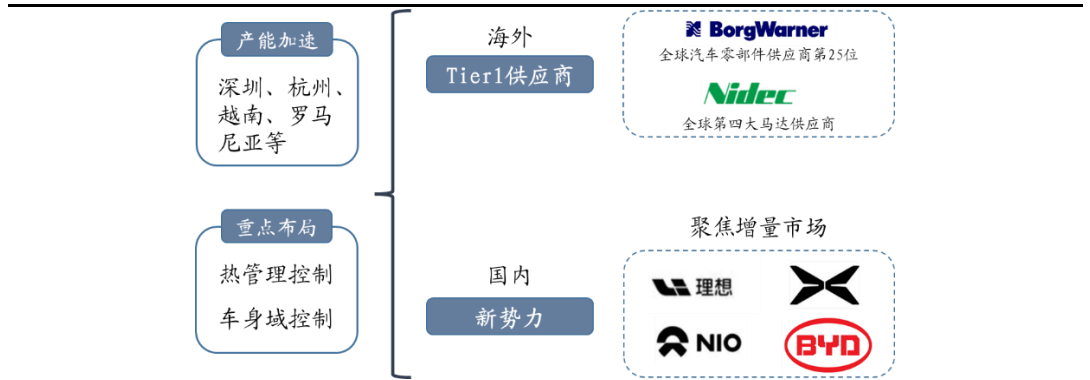 产能加速
深圳、杭州、
越南、罗马
尼亚等
重点布局
热管理控制
车身域控制
海外
Tier1供应商
BorgWarner
全球汽车零部件供应商第25位
Nidec
全球第四大马达供应商
国内
新势力
聚焦增量市场
理想
NIO
BYD